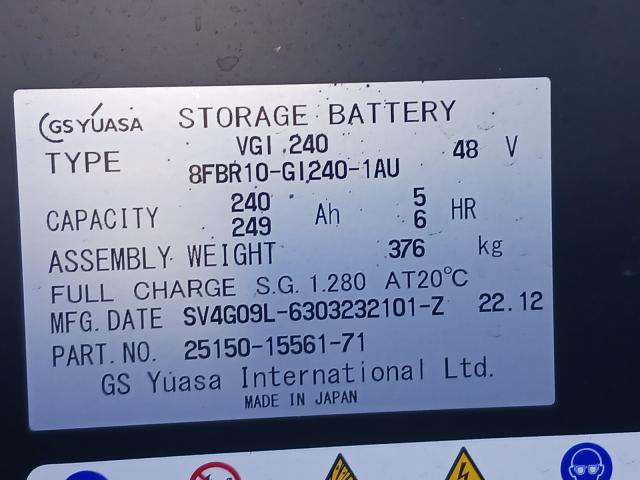 GS YUASA STORAGE BATTERY
TYPE VGI 240 48 V
8FBR10-GI240-1AU
CAPACITY 240 Ah 5 HR
249 6
ASSEMBLY WEIGHT 376 kg
FULL CHARGE S.G. 1.280 AT20℃
MFG. DATE SV4G09L-6303232101-Z 22.12
PART.NO. 25150-15561-71
GS Yuasa International Ltd.
MADE IN JAPAN